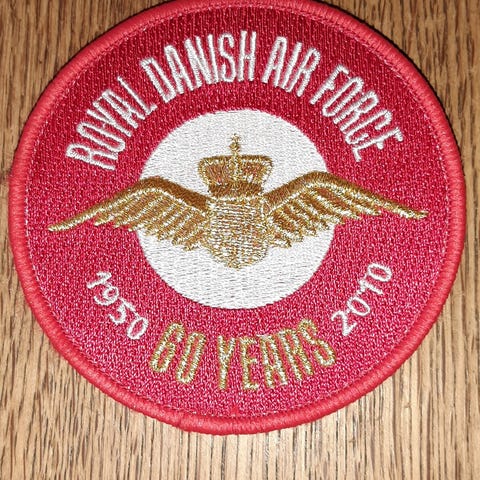 ROYAL DANISH AIR FORCE
1950 2010
60 YEARS